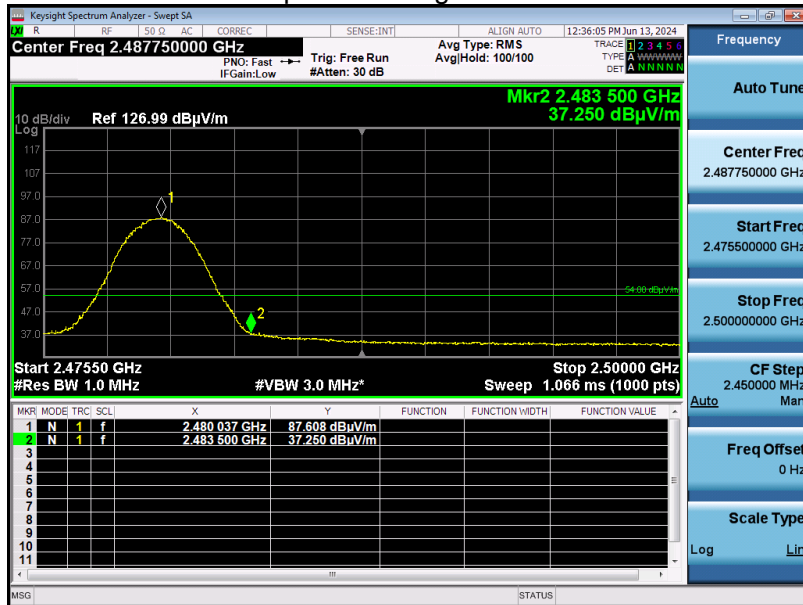 Keysight Spectrum Analyzer - Swept SA
LXI R RF 50 Ω AC CORREC SENSE:INT ALIGN AUTO 12:36:05 PM Jun 13, 2024
Center Freq 2.487750000 GHz
PNO: Fast
IFGain:Low
Trig: Free Run
#Atten: 30 dB
Avg Type: RMS
Avg|Hold: 100/100
TRACE 1 2 3 4 5 6
TYPE A WWWWW
DET A N N N N N
Mkr2 2.483 500 GHz
37.250 dBµV/m
10 dB/div Ref 126.99 dBµV/m
Log
117
107
97.0
87.0
77.0
67.0
57.0
47.0
37.0
1
2
54.00 dBµV/m
Start 2.47550 GHz Stop 2.50000 GHz
#Res BW 1.0 MHz #VBW 3.0 MHz* Sweep 1.066 ms (1000 pts)
MKR MODE TRC SCL X Y FUNCTION FUNCTION WIDTH FUNCTION VALUE
1 N 1 f 2.480 037 GHz 87.608 dBµV/m
2 N 1 f 2.483 500 GHz 37.250 dBµV/m
3
4
5
6
7
8
9
10
11
MSG STATUS
Frequency
Auto Tune
Center Freq
2.487750000 GHz
Start Freq
2.475500000 GHz
Stop Freq
2.500000000 GHz
CF Step
2.450000 MHz
Auto Man
Freq Offset
0 Hz
Scale Type
Log Lin